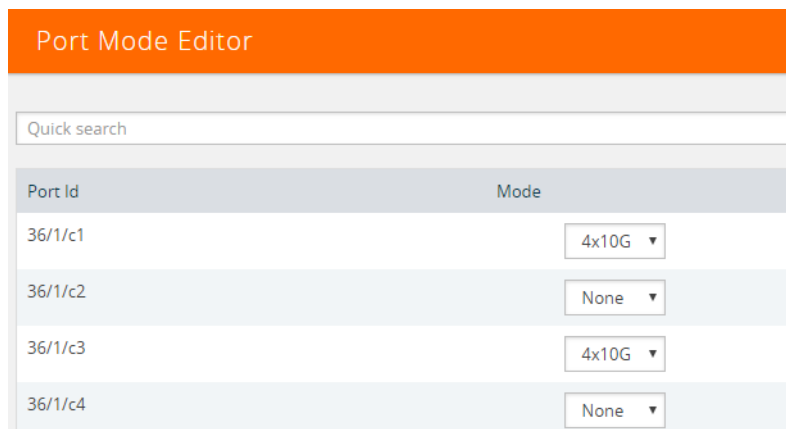 Port Mode Editor
Quick search
Port Id Mode
36/1/c1 4x10G
36/1/c2 None
36/1/c3 4x10G
36/1/c4 None